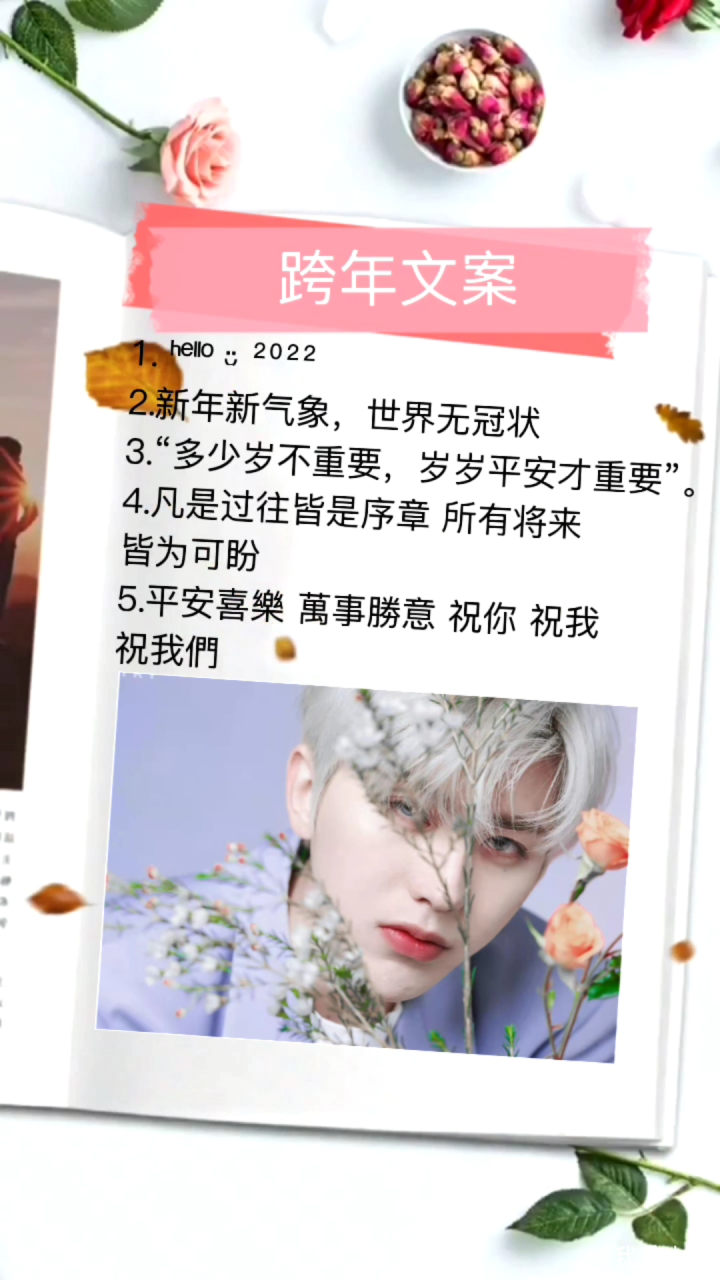 跨年文案
1. hello ت 2022
2.新年新气象，世界无冠状
3.“多少岁不重要，岁岁平安才重要”。
4.凡是过往皆是序章 所有将来
皆为可盼
5.平安喜樂 萬事勝意 祝你 祝我
祝我們